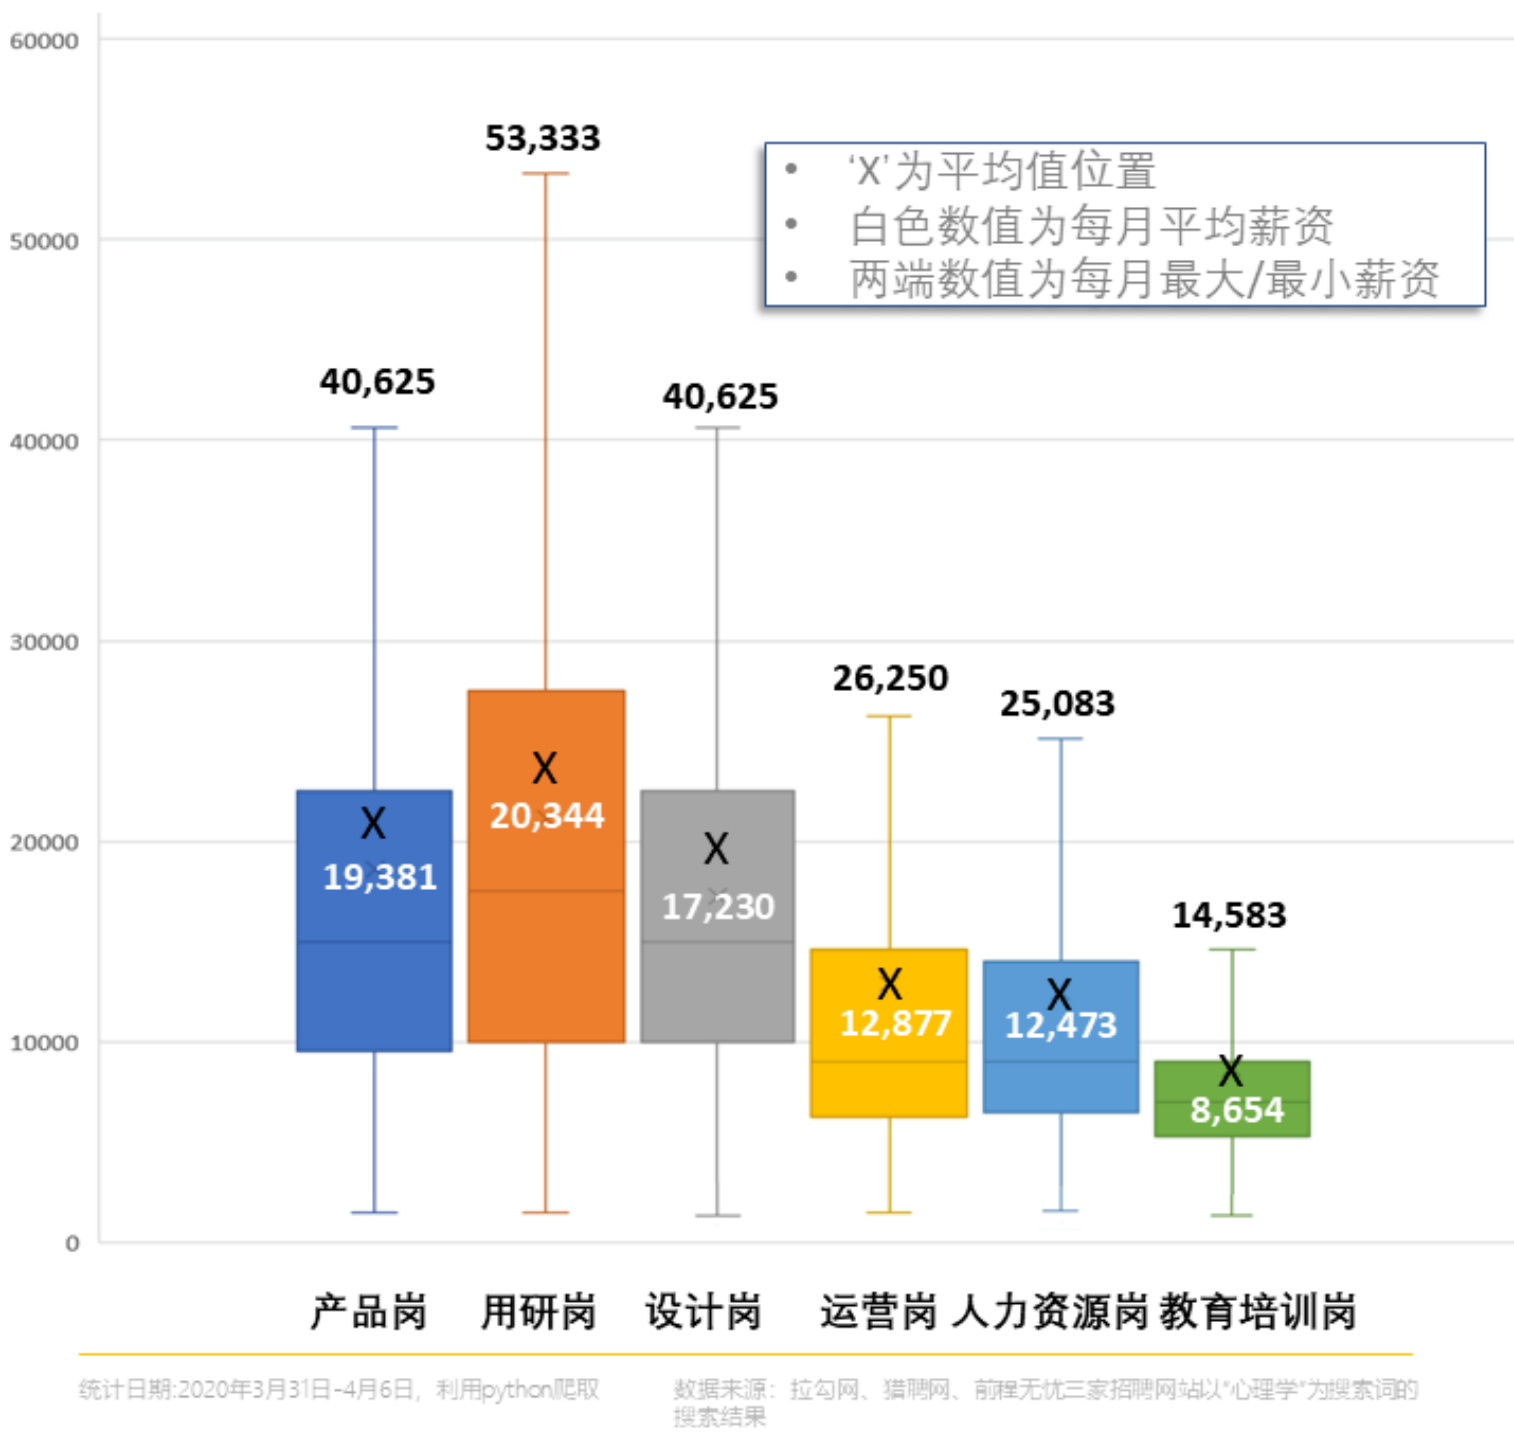 60000
50000
40000
30000
20000
10000
0
53,333
40,625
40,625
26,250
25,083
14,583
• ‘X’为平均值位置
• 白色数值为每月平均薪资
• 两端数值为每月最大/最小薪资
X
19,381
X
20,344
X
17,230
X
12,877
X
12,473
X
8,654
产品岗 用研岗 设计岗 运营岗 人力资源岗 教育培训岗
统计日期:2020年3月31日-4月6日，利用python爬取
数据来源：拉勾网、猎聘网、前程无忧三家招聘网站以“心理学”为搜索词的
搜索结果